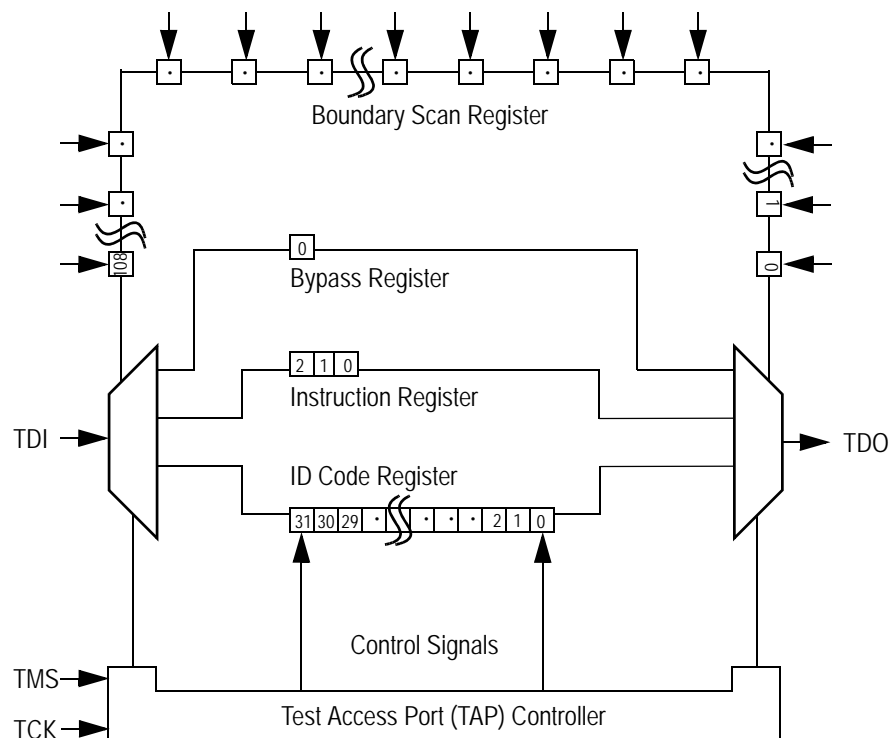 Boundary Scan Register
108
1
0
0
Bypass Register
2 1 0
Instruction Register
TDI
TDO
ID Code Register
31 30 29 · · · · · 2 1 0
Control Signals
TMS
TCK
Test Access Port (TAP) Controller